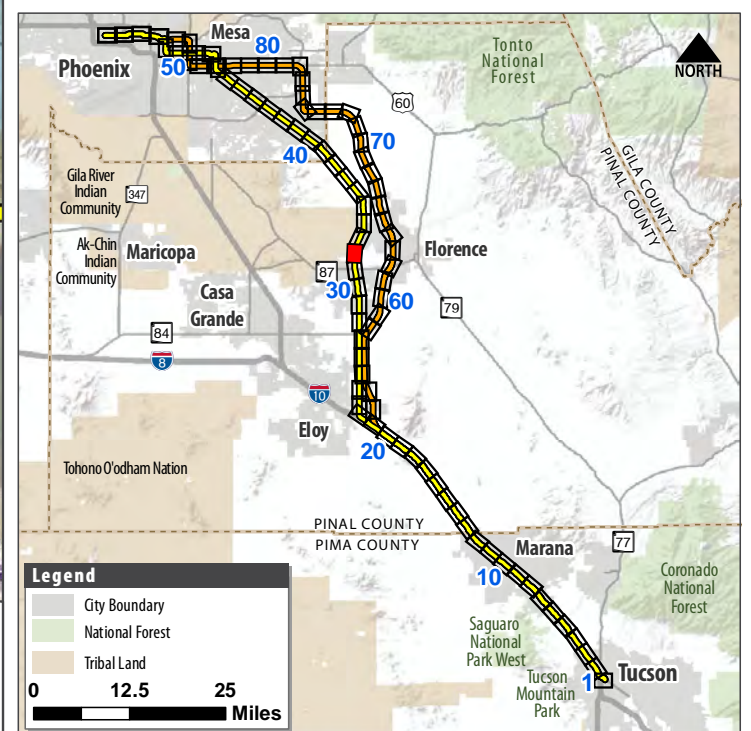 Mesa
80
Tonto
National
Forest
NORTH
Phoenix
50
60
70
40
GILA COUNTY
PINAL COUNTY
Gila River
Indian
Community
347
Ak-Chin
Indian
Community
Maricopa
Florence
87
30
60
Casa
Grande
79
84
8
10
Eloy
20
Tohono O'odham Nation
PINAL COUNTY
PIMA COUNTY
77
Marana
10
Coronado
National
Forest
Saguaro
National
Park West
Tucson
Mountain
Park
1
Tucson
Legend
City Boundary
National Forest
Tribal Land
0 12.5 25
Miles